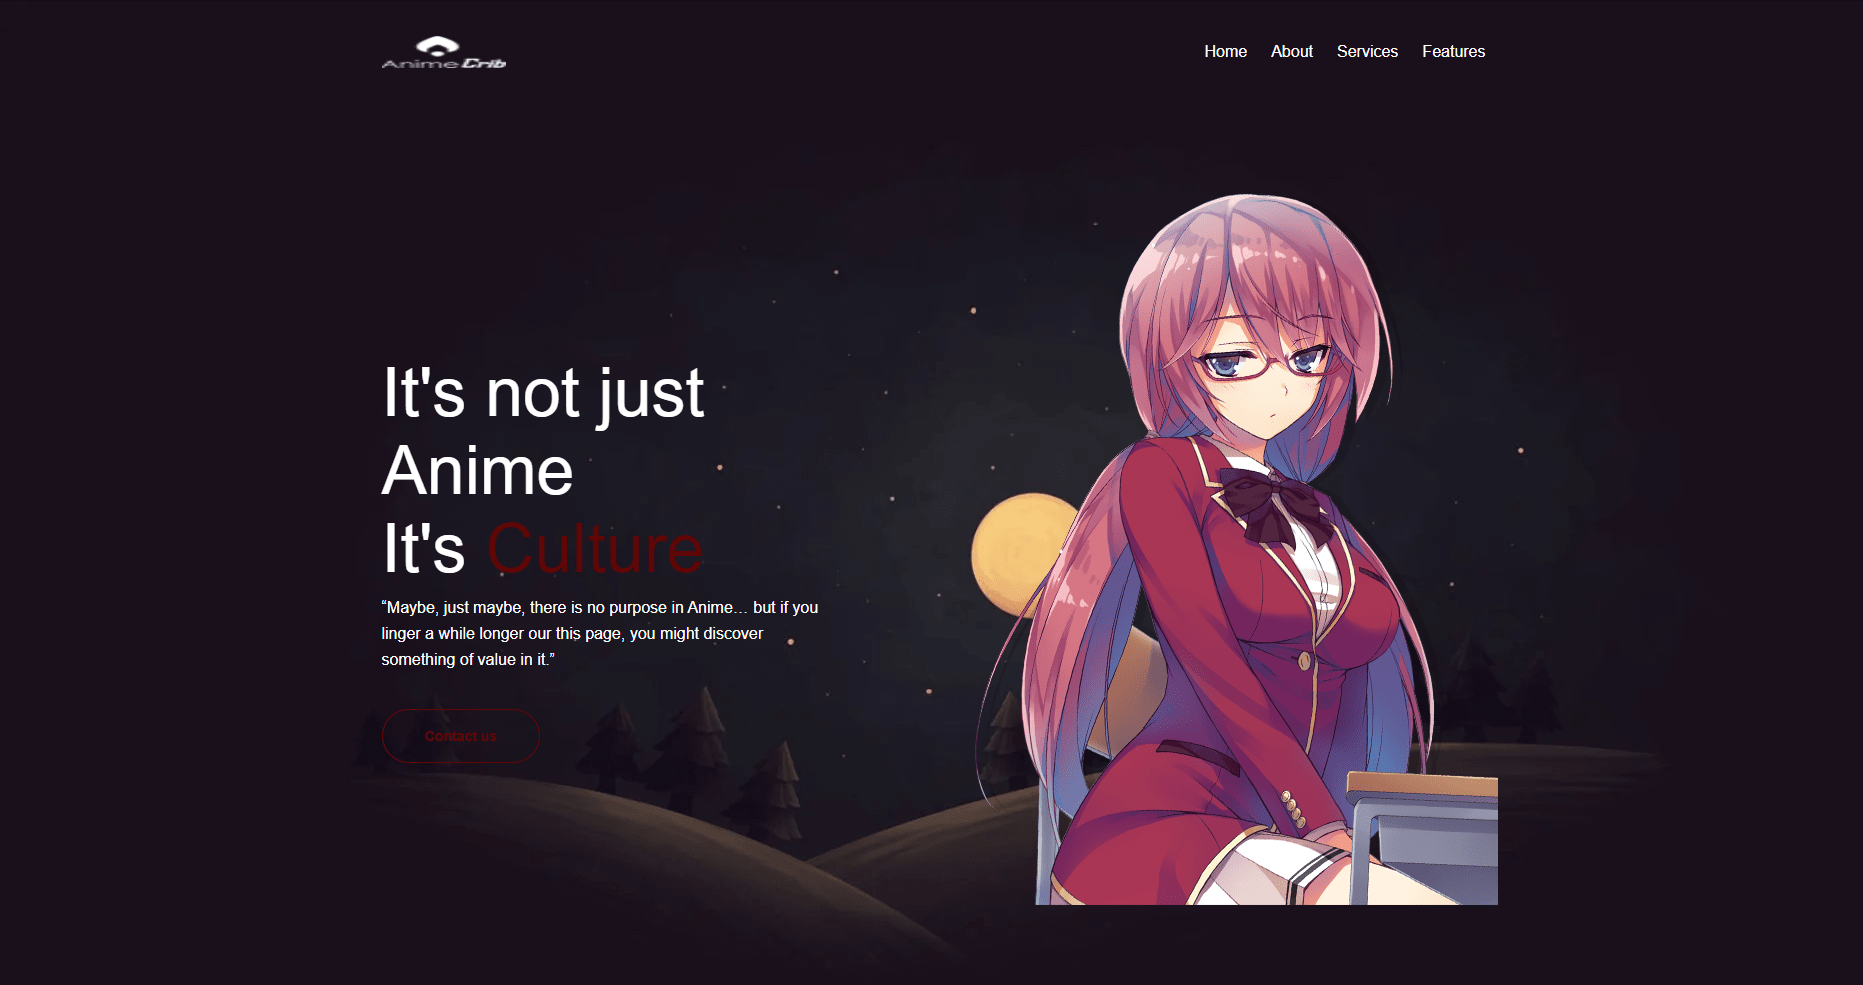 AnimeCrib
Home About Services Features
It's not just
Anime
It's Culture
“Maybe, just maybe, there is no purpose in Anime… but if you
linger a while longer our this page, you might discover
something of value in it.”
Contact us